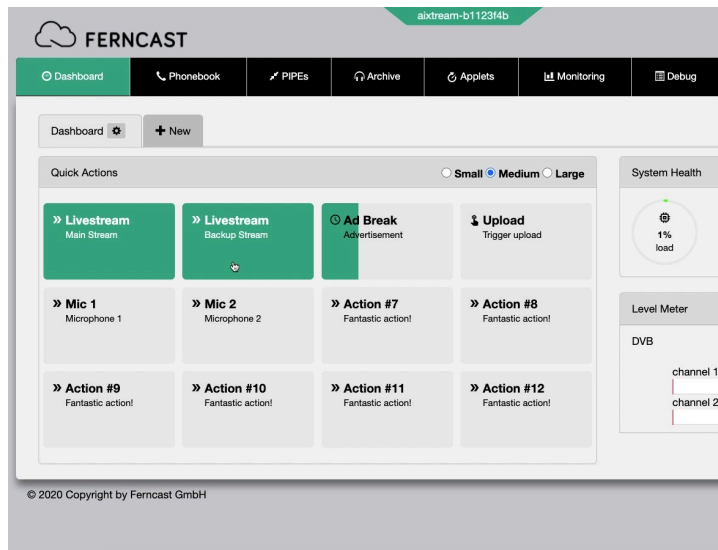 aixtream-b1123f4b
FERNCAST
Dashboard Phonebook PIPEs Archive Applets Monitoring Debug
Dashboard + New
Quick Actions Small Medium Large System Health
» Livestream » Livestream Ad Break Upload
Main Stream Backup Stream Advertisement Trigger upload
1%
load
» Mic 1 » Mic 2 » Action #7 » Action #8
Microphone 1 Microphone 2 Fantastic action! Fantastic action!
Level Meter
DVB
» Action #9 » Action #10 » Action #11 » Action #12
Fantastic action! Fantastic action! Fantastic action! Fantastic action!
channel 1
channel 2
© 2020 Copyright by Ferncast GmbH